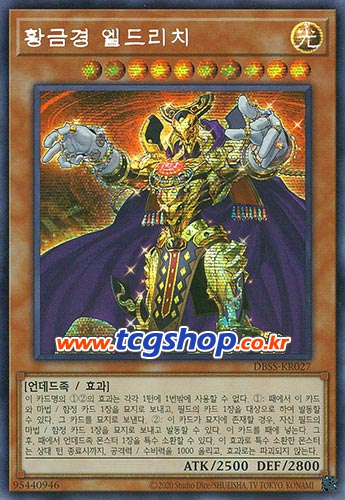 황금경 엘드리치
光
www.tcgshop.co.kr
DBSS-KR027
[언데드족 / 효과]
이 카드명의 ①②의 효과는 각각 1턴에 1번밖에 사용할 수 없다. ①: 패에서 이 카드
와 마법 / 함정 카드 1장을 묘지로 보내고, 필드의 카드 1장을 대상으로 하여 발동할
수 있다. 그 카드를 묘지로 보낸다. ②: 이 카드가 묘지에 존재할 경우, 자신 필드의
마법 / 함정 카드 1장을 묘지로 보내고 발동할 수 있다. 이 카드를 패에 넣는다. 그
후, 패에서 언데드족 몬스터 1장을 특수 소환할 수 있다. 이 효과로 특수 소환한 몬스터
는 상대 턴 종료시까지, 공격력 / 수비력을 1000 올리고, 효과로는 파괴되지 않는다.
ATK/2500 DEF/2800
95440946
©2020 Studio Dice/SHUEISHA, TV TOKYO, KONAMI